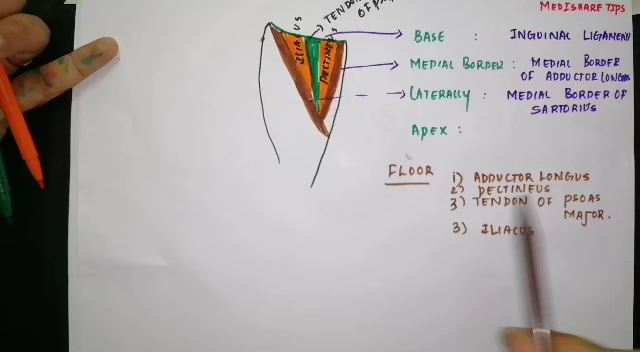 MEDISHARE TIPS
TENDON
OF PSOAS
ILIACUS
PECTINEUS
BASE : INGUINAL LIGAMENT
MEDIAL BORDER : MEDIAL BORDER
OF ADDUCTOR LONGUS
LATERALLY : MEDIAL BORDER OF
SARTORIUS
APEX :
FLOOR
1) ADDUCTOR LONGUS
2) PECTINEUS
3) TENDON OF PSOAS
MAJOR.
3) ILIACUS